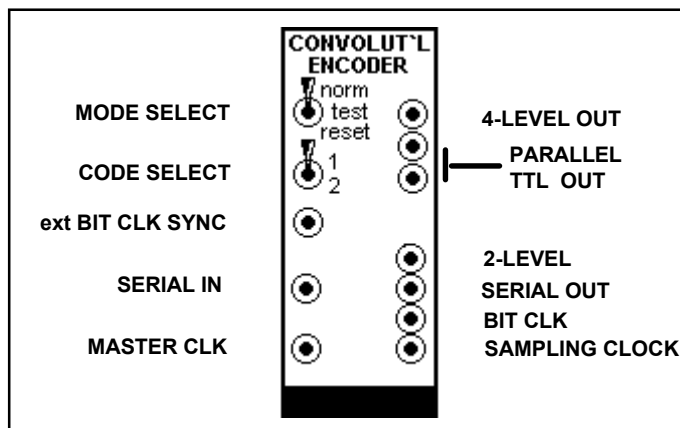 CONVOLUT`L
ENCODER
norm
MODE SELECT
test
4-LEVEL OUT
reset
PARALLEL
1
CODE SELECT
TTL OUT
2
ext BIT CLK SYNC
2-LEVEL
SERIAL IN
SERIAL OUT
BIT CLK
MASTER CLK
SAMPLING CLOCK